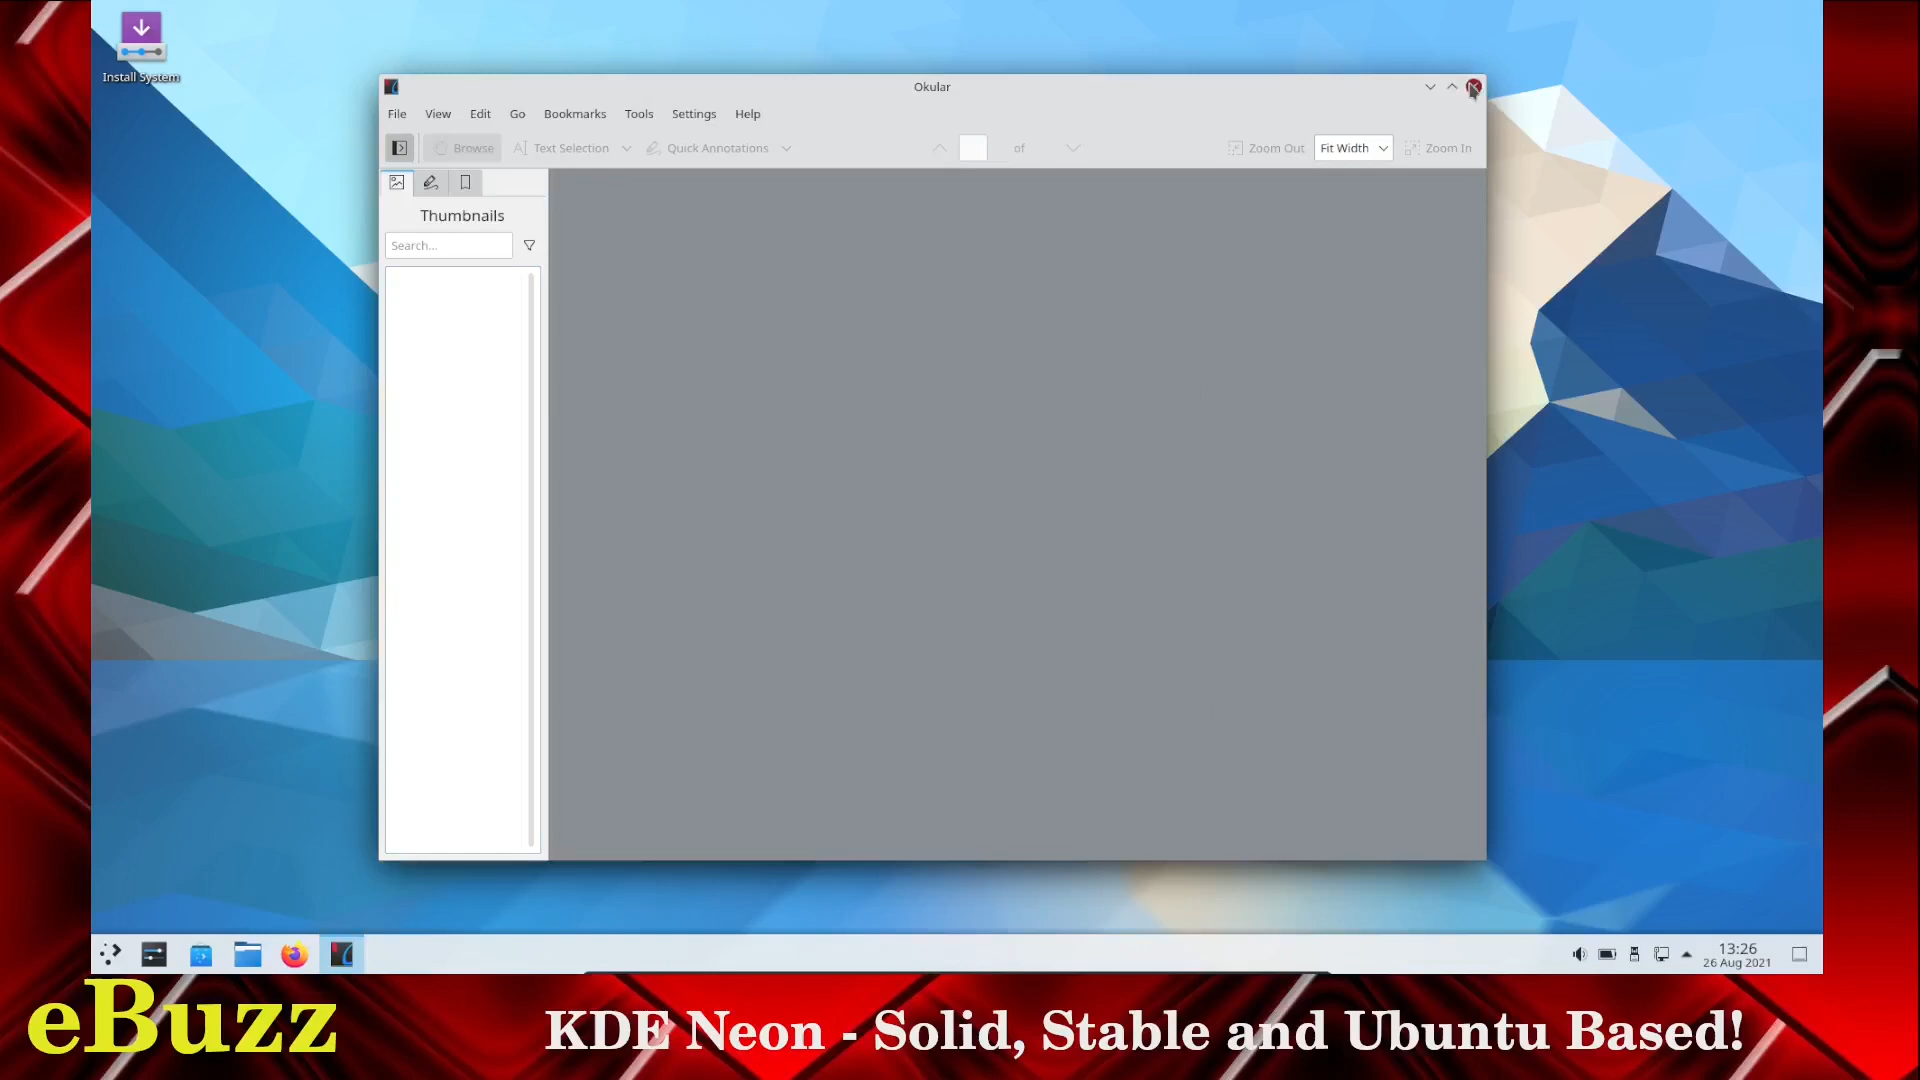 Install System
Okular
File View Edit Go Bookmarks Tools Settings Help
Browse Text Selection Quick Annotations of Zoom Out Fit Width Zoom In
Thumbnails
Search...
13:26
26 Aug 2021
eBuzz
KDE Neon - Solid, Stable and Ubuntu Based!